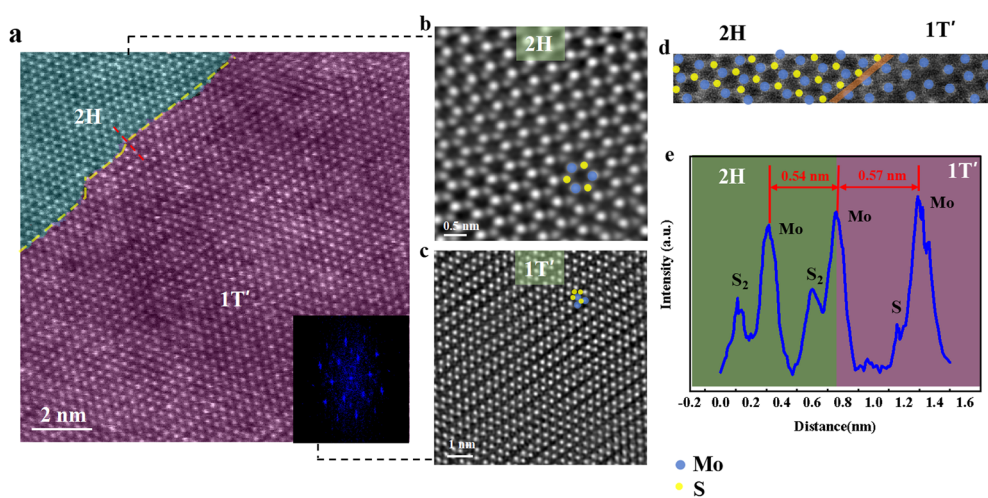 a
2H
1T′
2 nm
b
2H
0.5 nm
c
1T′
1 nm
d
2H
1T′
e
2H
1T′
0.54 nm
0.57 nm
Mo
Mo
Mo
S2
S2
S
Intensity (a.u.)
-0.2 0.0 0.2 0.4 0.6 0.8 1.0 1.2 1.4 1.6
Distance(nm)
Mo
S